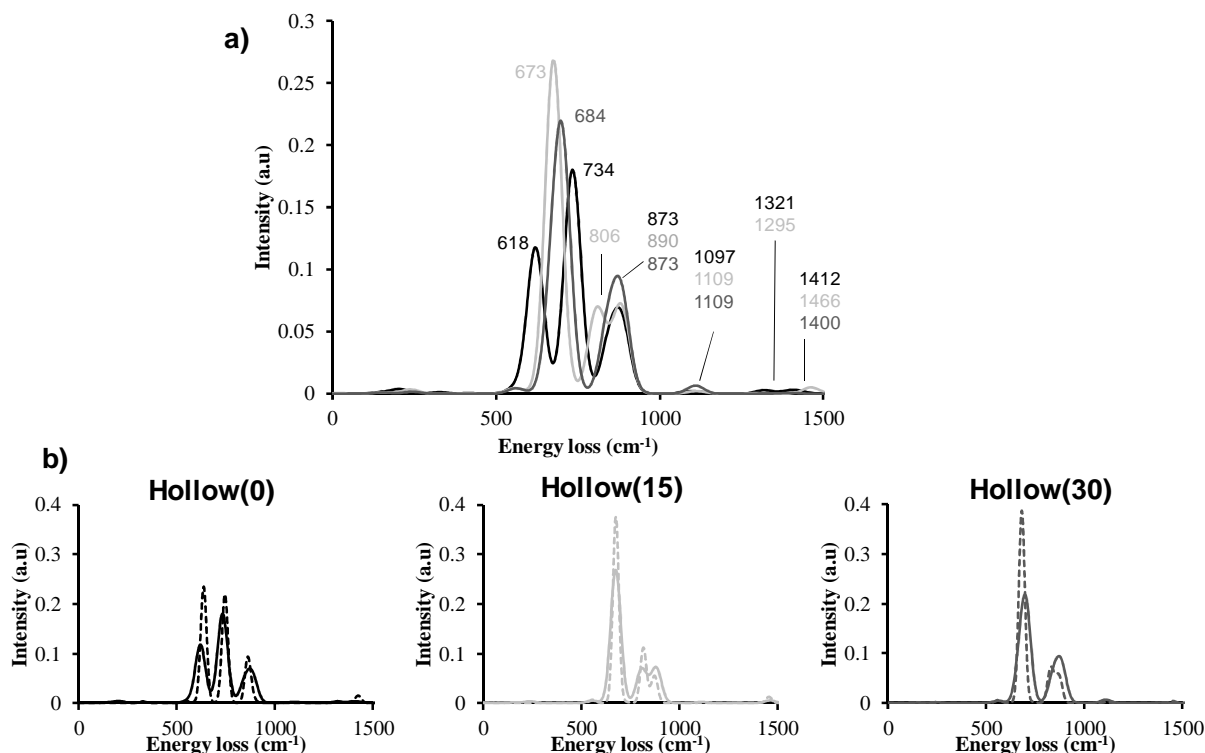 a)
0.3
0.25
0.2
0.15
0.1
0.05
0
Intensity (a.u)
673
684
734
618
806
873
890
873
1097
1109
1109
1321
1295
1412
1466
1400
0 500 1000 1500
Energy loss (cm-1)
b)
Hollow(0)
0.4
0.3
0.2
0.1
0
Intensity (a.u)
0 500 1000 1500
Energy loss (cm-1)
Hollow(15)
0.4
0.3
0.2
0.1
0
Intensity (a.u)
0 500 1000 1500
Energy loss (cm-1)
Hollow(30)
0.4
0.3
0.2
0.1
0
Intensity (a.u)
0 500 1000 1500
Energy loss (cm-1)